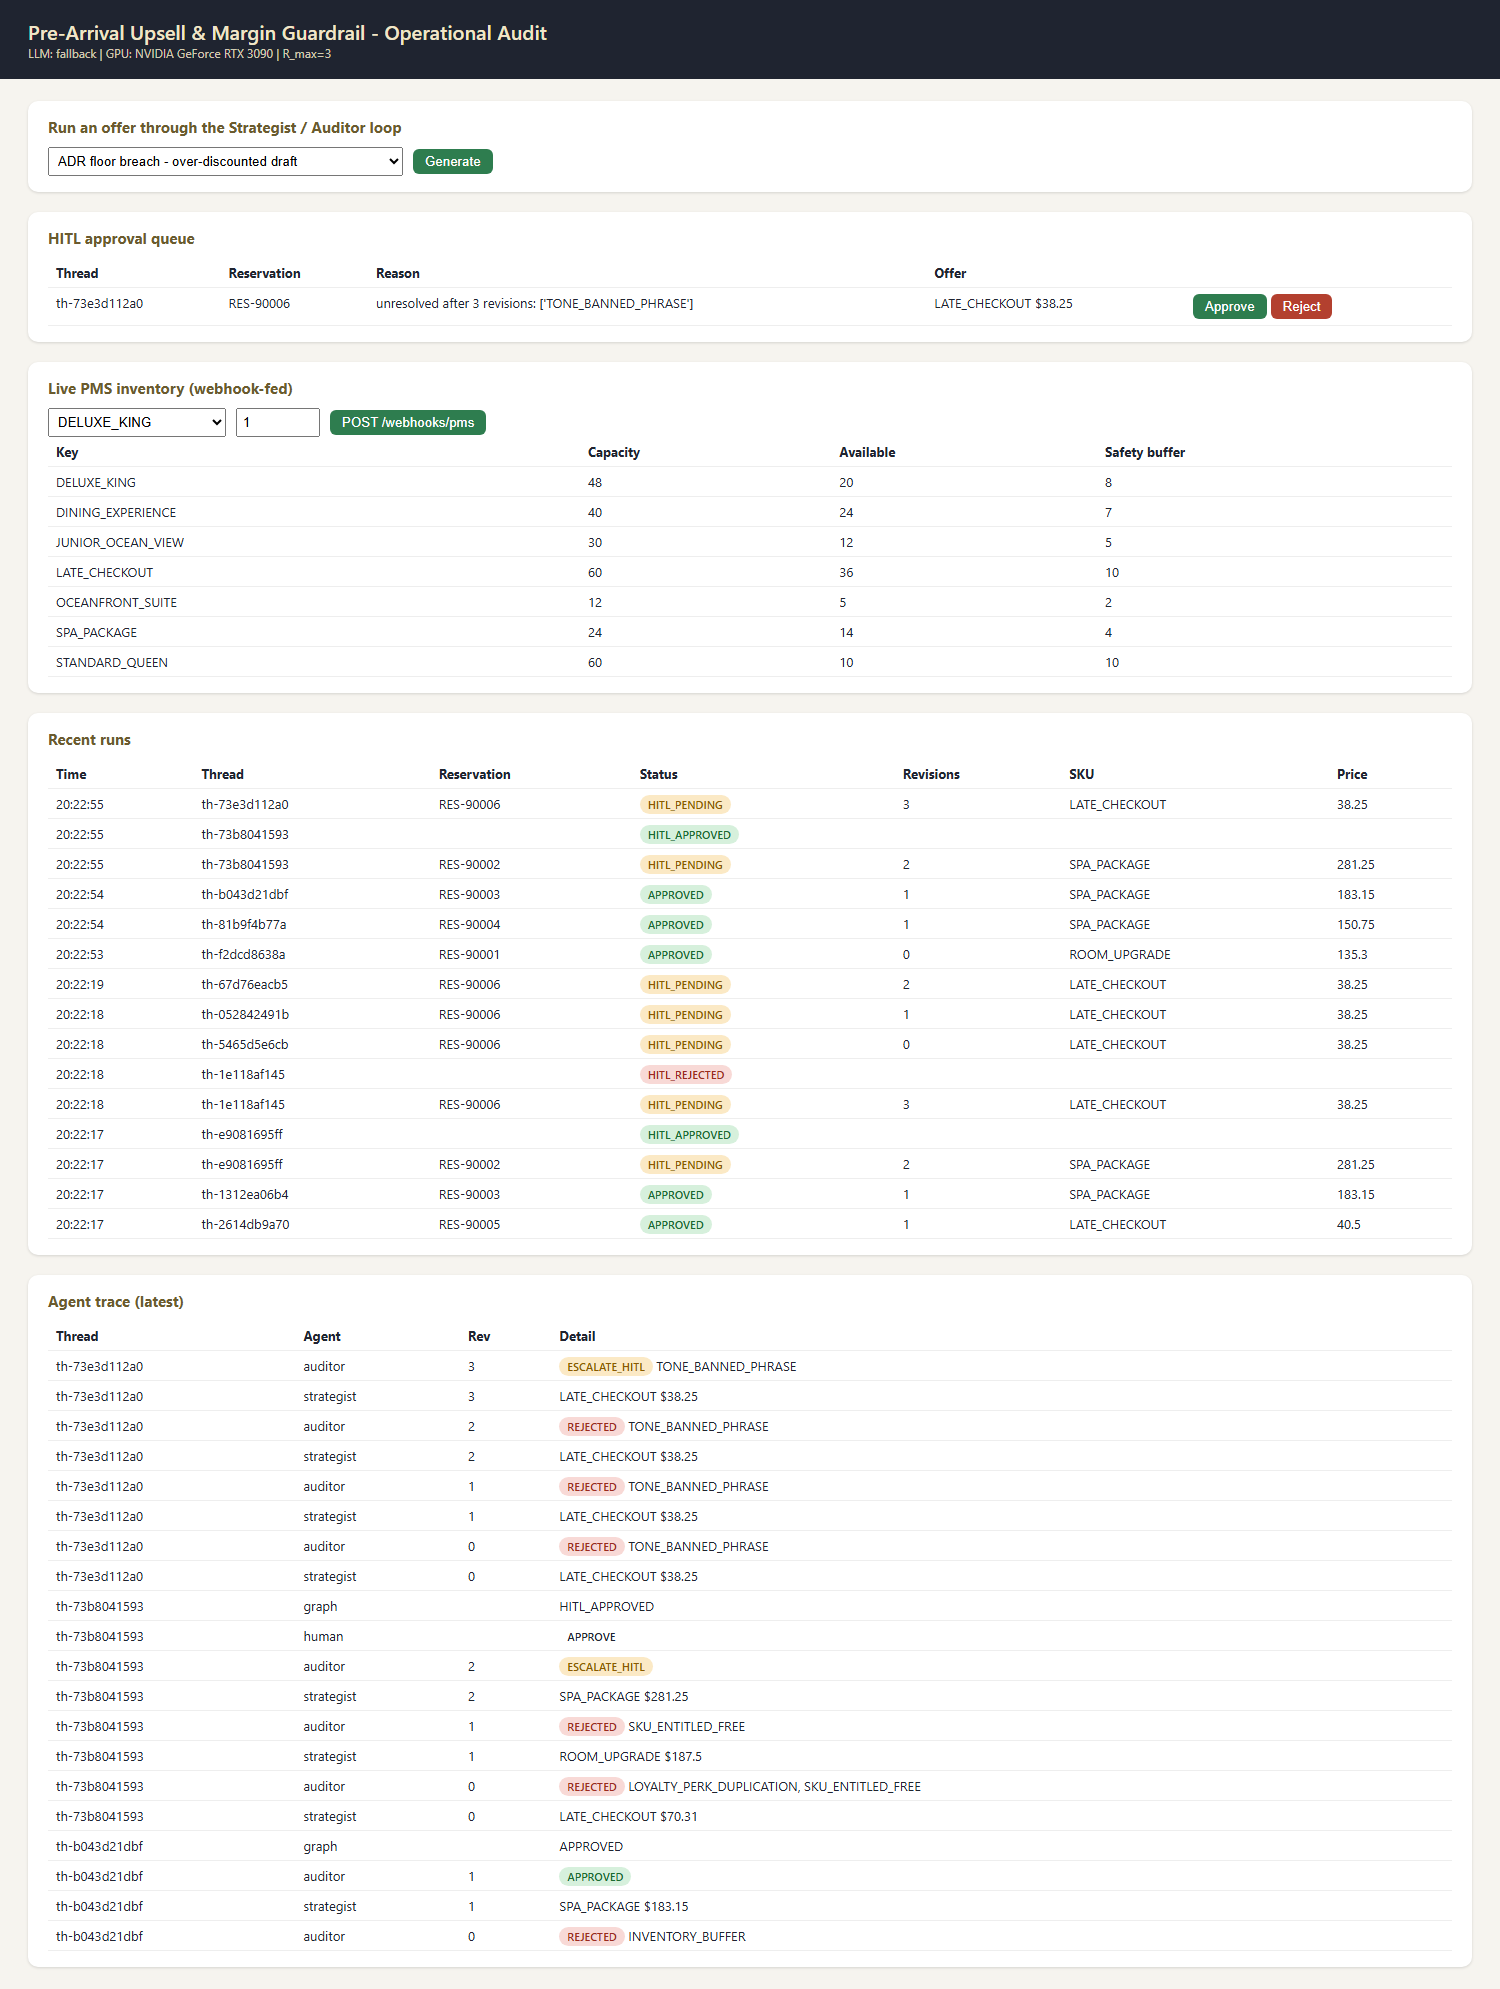 Pre-Arrival Upsell & Margin Guardrail - Operational Audit
LLM: fallback | GPU: NVIDIA GeForce RTX 3090 | R_max=3
Run an offer through the Strategist / Auditor loop
ADR floor breach - over-discounted draft Generate
HITL approval queue
Thread Reservation Reason Offer
th-73e3d112a0 RES-90006 unresolved after 3 revisions: ['TONE_BANNED_PHRASE'] LATE_CHECKOUT $38.25 Approve Reject
Live PMS inventory (webhook-fed)
DELUXE_KING 1 POST /webhooks/pms
Key Capacity Available Safety buffer
DELUXE_KING 48 20 8
DINING_EXPERIENCE 40 24 7
JUNIOR_OCEAN_VIEW 30 12 5
LATE_CHECKOUT 60 36 10
OCEANFRONT_SUITE 12 5 2
SPA_PACKAGE 24 14 4
STANDARD_QUEEN 60 10 10
Recent runs
Time Thread Reservation Status Revisions SKU Price
20:22:55 th-73e3d112a0 RES-90006 HITL_PENDING 3 LATE_CHECKOUT 38.25
20:22:55 th-73b8041593 HITL_APPROVED
20:22:55 th-73b8041593 RES-90002 HITL_PENDING 2 SPA_PACKAGE 281.25
20:22:54 th-b043d21dbf RES-90003 APPROVED 1 SPA_PACKAGE 183.15
20:22:54 th-81b9f4b77a RES-90004 APPROVED 1 SPA_PACKAGE 150.75
20:22:53 th-f2dcd8638a RES-90001 APPROVED 0 ROOM_UPGRADE 135.3
20:22:19 th-67d76eacb5 RES-90006 HITL_PENDING 2 LATE_CHECKOUT 38.25
20:22:18 th-052842491b RES-90006 HITL_PENDING 1 LATE_CHECKOUT 38.25
20:22:18 th-5465d5e6cb RES-90006 HITL_PENDING 0 LATE_CHECKOUT 38.25
20:22:18 th-1e118af145 HITL_REJECTED
20:22:18 th-1e118af145 RES-90006 HITL_PENDING 3 LATE_CHECKOUT 38.25
20:22:17 th-e9081695ff HITL_APPROVED
20:22:17 th-e9081695ff RES-90002 HITL_PENDING 2 SPA_PACKAGE 281.25
20:22:17 th-1312ea06b4 RES-90003 APPROVED 1 SPA_PACKAGE 183.15
20:22:17 th-2614db9a70 RES-90005 APPROVED 1 LATE_CHECKOUT 40.5
Agent trace (latest)
Thread Agent Rev Detail
th-73e3d112a0 auditor 3 ESCALATE_HITL TONE_BANNED_PHRASE
th-73e3d112a0 strategist 3 LATE_CHECKOUT $38.25
th-73e3d112a0 auditor 2 REJECTED TONE_BANNED_PHRASE
th-73e3d112a0 strategist 2 LATE_CHECKOUT $38.25
th-73e3d112a0 auditor 1 REJECTED TONE_BANNED_PHRASE
th-73e3d112a0 strategist 1 LATE_CHECKOUT $38.25
th-73e3d112a0 auditor 0 REJECTED TONE_BANNED_PHRASE
th-73e3d112a0 strategist 0 LATE_CHECKOUT $38.25
th-73b8041593 graph HITL_APPROVED
th-73b8041593 human APPROVE
th-73b8041593 auditor 2 ESCALATE_HITL
th-73b8041593 strategist 2 SPA_PACKAGE $281.25
th-73b8041593 auditor 1 REJECTED SKU_ENTITLED_FREE
th-73b8041593 strategist 1 ROOM_UPGRADE $187.5
th-73b8041593 auditor 0 REJECTED LOYALTY_PERK_DUPLICATION, SKU_ENTITLED_FREE
th-73b8041593 strategist 0 LATE_CHECKOUT $70.31
th-b043d21dbf graph APPROVED
th-b043d21dbf auditor 1 APPROVED
th-b043d21dbf strategist 1 SPA_PACKAGE $183.15
th-b043d21dbf auditor 0 REJECTED INVENTORY_BUFFER